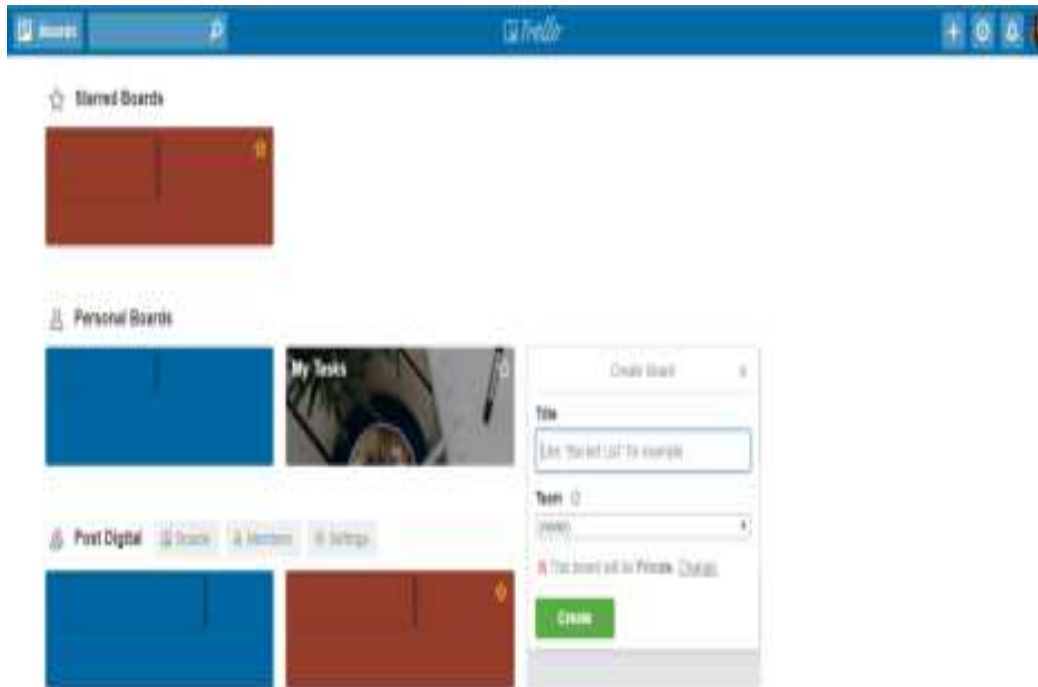 Boards
Trello
Starred Boards
Personal Boards
My Tasks
Create Board
Title
Team
(none)
This board will be Private. Change.
Create
Post Digital
Boards
Members
Settings